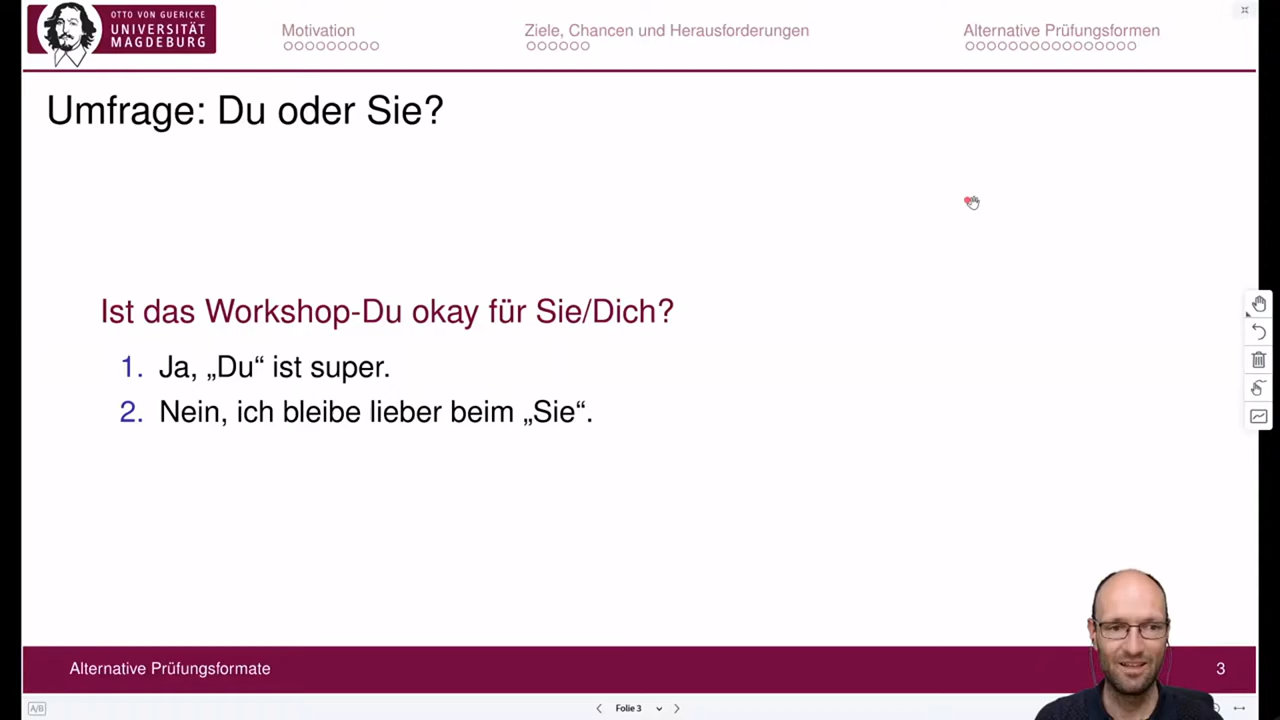 OTTO VON GUERICKE
UNIVERSITÄT
MAGDEBURG
Motivation
Ziele, Chancen und Herausforderungen
Alternative Prüfungsformen
Umfrage: Du oder Sie?
Ist das Workshop-Du okay für Sie/Dich?
1. Ja, „Du“ ist super.
2. Nein, ich bleibe lieber beim „Sie“.
Alternative Prüfungsformate
3
A/B
Folie 3